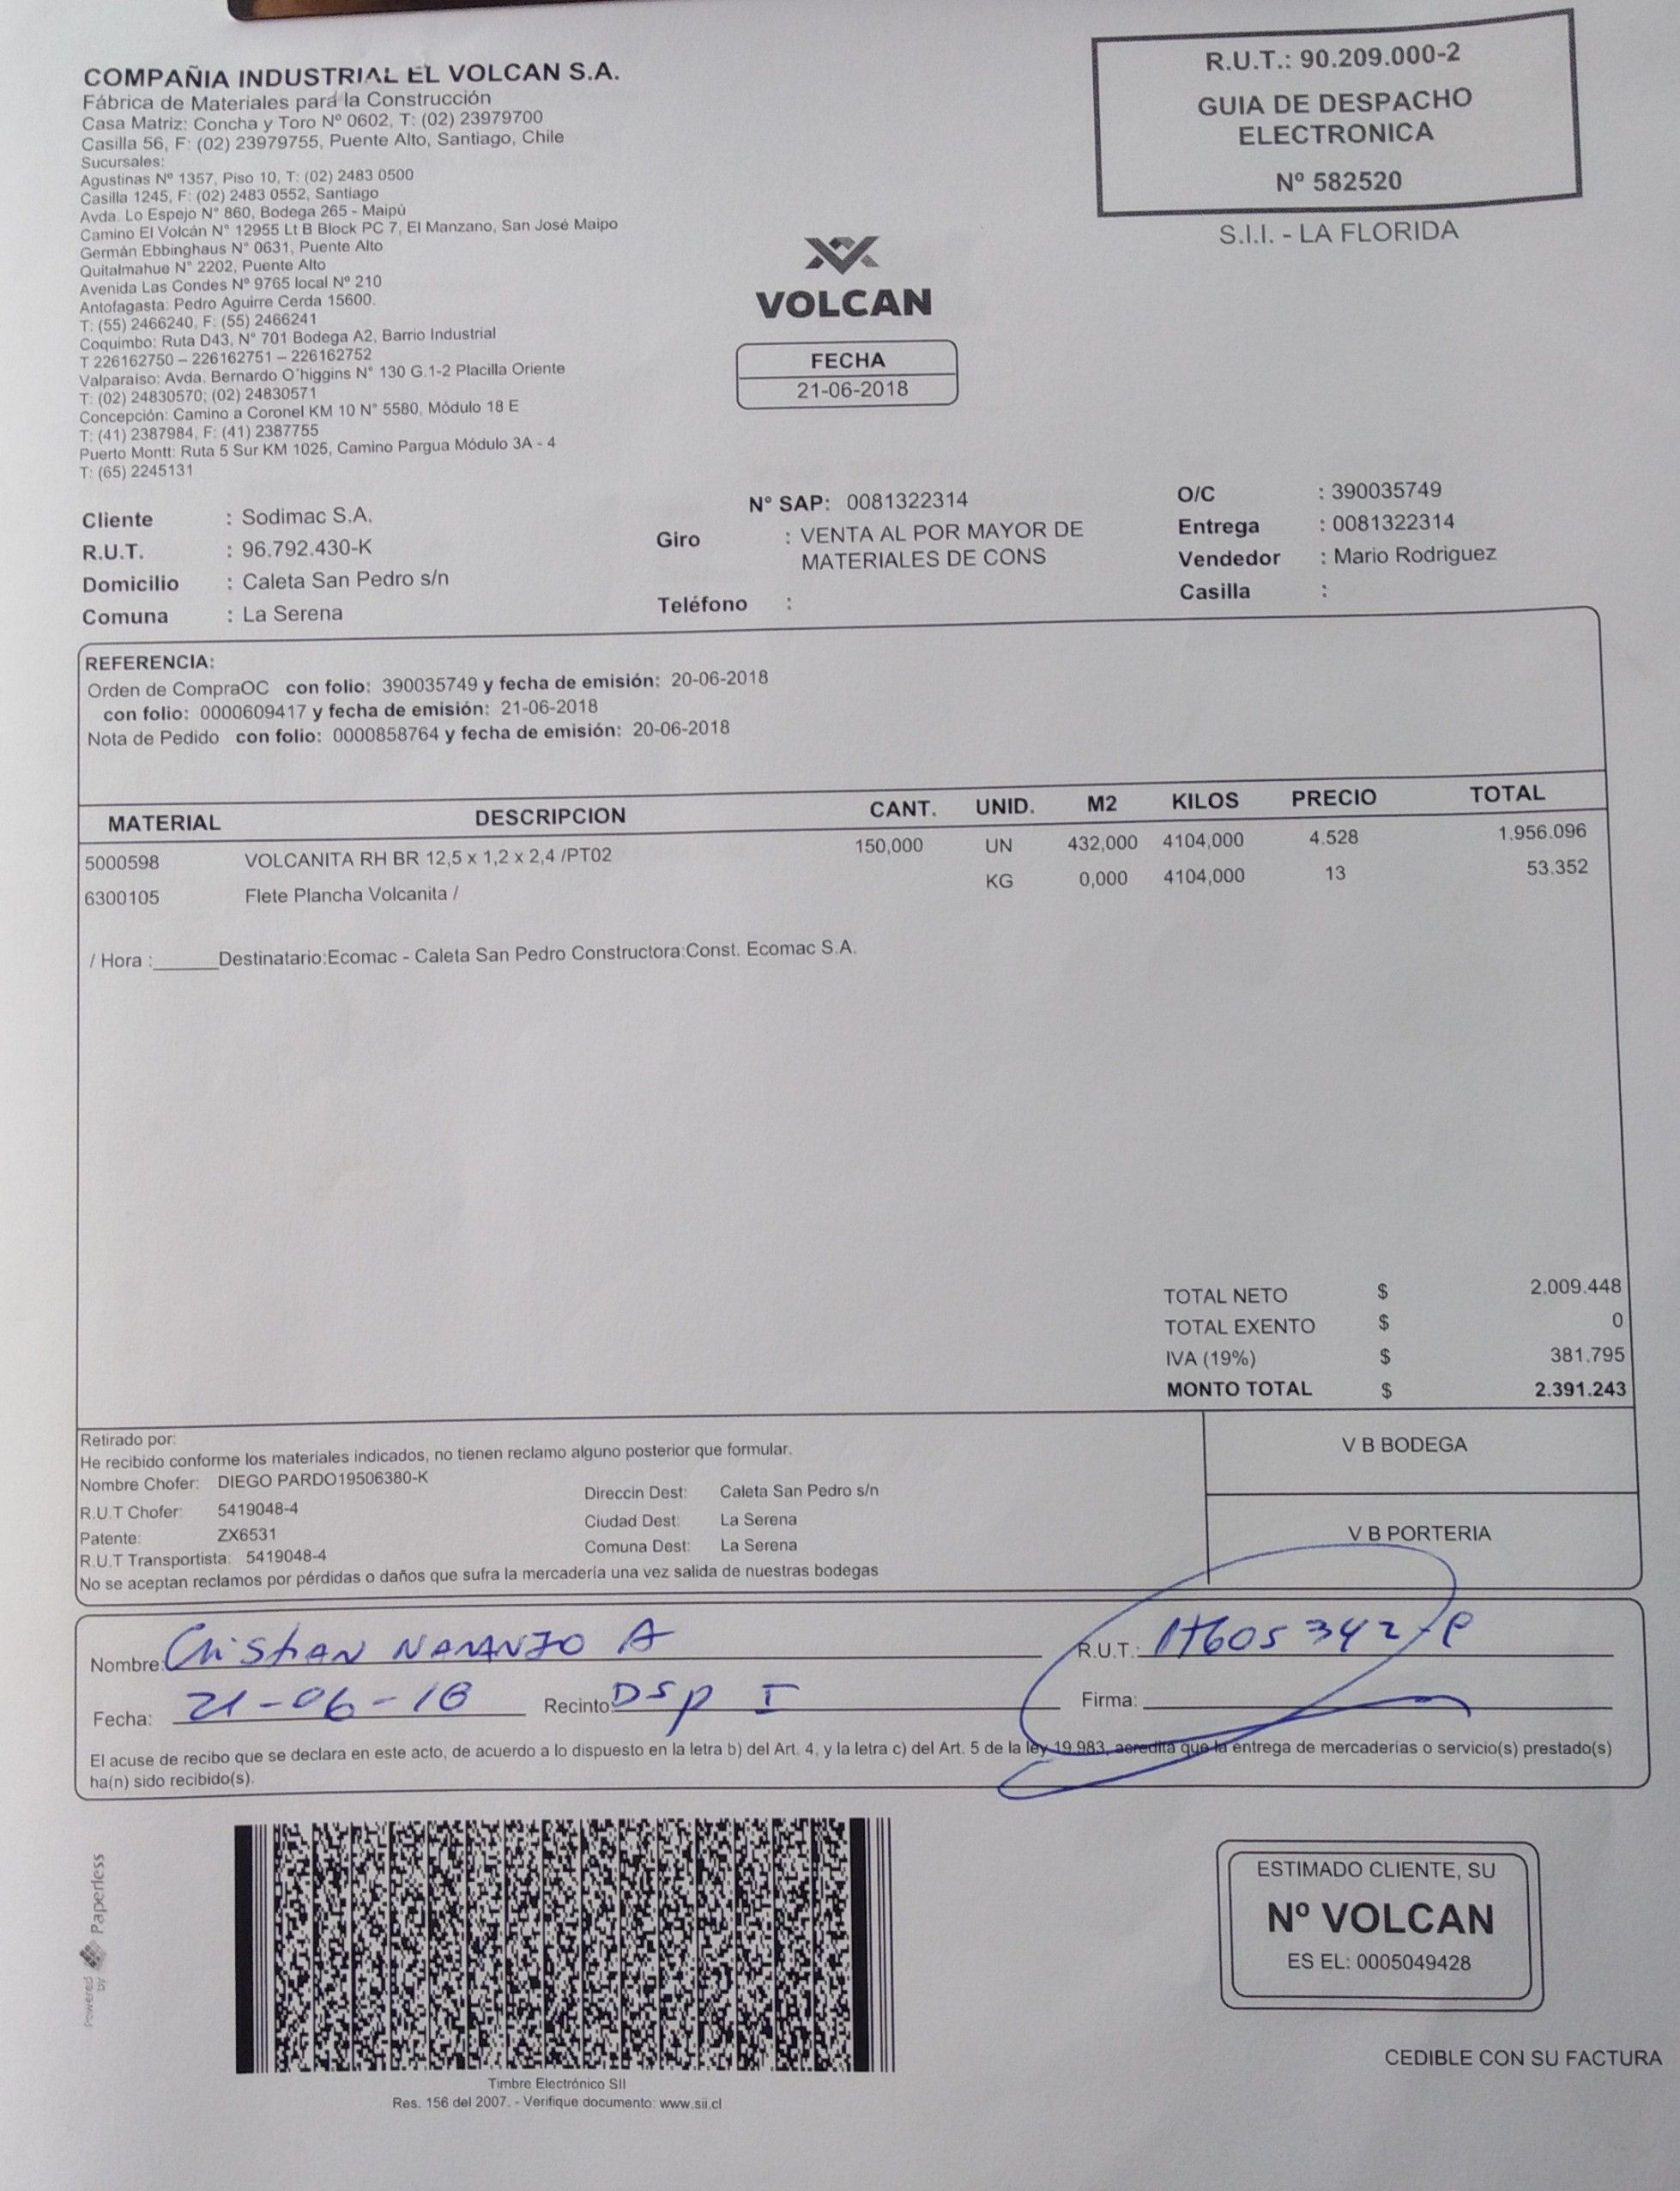 COMPAÑIA INDUSTRIAL EL VOLCAN S.A.
Fábrica de Materiales para la Construcción
Casa Matriz: Concha y Toro Nº 0602, T: (02) 23979700
Casilla 56, F: (02) 23979755, Puente Alto, Santiago, Chile
Sucursales:
Agustinas Nº 1357, Piso 10, T: (02) 2483 0500
Casilla 1245, F: (02) 2483 0552, Santiago
Avda. Lo Espejo N° 860, Bodega 265 - Maipú
Camino El Volcán N° 12955 Lt B Block PC 7, El Manzano, San José Maipo
Germán Ebbinghaus N° 0631, Puente Alto
Quitalmahue N° 2202, Puente Alto
Avenida Las Condes Nº 9765 local Nº 210
Antofagasta: Pedro Aguirre Cerda 15600.
T: (55) 2466240, F: (55) 2466241
Coquimbo: Ruta D43, N° 701 Bodega A2, Barrio Industrial
T 226162750 – 226162751 – 226162752
Valparaiso: Avda. Bernardo O´higgins N° 130 G.1-2 Placilla Oriente
T: (02) 24830570; (02) 24830571
Concepción: Camino a Coronel KM 10 N° 5580, Módulo 18 E
T: (41) 2387984, F: (41) 2387755
Puerto Montt: Ruta 5 Sur KM 1025, Camino Pargua Módulo 3A - 4
T: (65) 2245131
R.U.T.: 90.209.000-2
GUIA DE DESPACHO
ELECTRONICA
Nº 582520
S.I.I. - LA FLORIDA
VOLCAN
FECHA
21-06-2018
Cliente : Sodimac S.A.
R.U.T. : 96.792.430-K
Domicilio : Caleta San Pedro s/n
Comuna : La Serena
N° SAP: 0081322314
Giro : VENTA AL POR MAYOR DE
MATERIALES DE CONS
Teléfono :
O/C : 390035749
Entrega : 0081322314
Vendedor : Mario Rodriguez
Casilla :
REFERENCIA:
Orden de CompraOC con folio: 390035749 y fecha de emisión: 20-06-2018
con folio: 0000609417 y fecha de emisión: 21-06-2018
Nota de Pedido con folio: 0000858764 y fecha de emisión: 20-06-2018
MATERIAL DESCRIPCION CANT. UNID. M2 KILOS PRECIO TOTAL
5000598 VOLCANITA RH BR 12,5 x 1,2 x 2,4 /PT02 150,000 UN 432,000 4104,000 4.528 1.956.096
6300105 Flete Plancha Volcanita / KG 0,000 4104,000 13 53.352
/ Hora :______Destinatario:Ecomac - Caleta San Pedro Constructora:Const. Ecomac S.A.
TOTAL NETO $ 2.009.448
TOTAL EXENTO $ 0
IVA (19%) $ 381.795
MONTO TOTAL $ 2.391.243
Retirado por:
He recibido conforme los materiales indicados, no tienen reclamo alguno posterior que formular.
Nombre Chofer: DIEGO PARDO19506380-K
R.U.T Chofer: 5419048-4
Patente: ZX6531
R.U.T Transportista: 5419048-4
Direccin Dest: Caleta San Pedro s/n
Ciudad Dest: La Serena
Comuna Dest: La Serena
No se aceptan reclamos por pérdidas o daños que sufra la mercadería una vez salida de nuestras bodegas
V B BODEGA
V B PORTERIA
Nombre: Cristian Naranjo A
R.U.T.:
Fecha: 21-06-18 Recinto: DSP I Firma:
El acuse de recibo que se declara en este acto, de acuerdo a lo dispuesto en la letra b) del Art. 4, y la letra c) del Art. 5 de la ley 19.983, acredita que la entrega de mercaderias o servicio(s) prestado(s)
ha(n) sido recibido(s).
Powered by Paperless
Timbre Electrónico SII
Res. 156 del 2007. - Verifique documento: www.sii.cl
ESTIMADO CLIENTE, SU
Nº VOLCAN
ES EL: 0005049428
CEDIBLE CON SU FACTURA